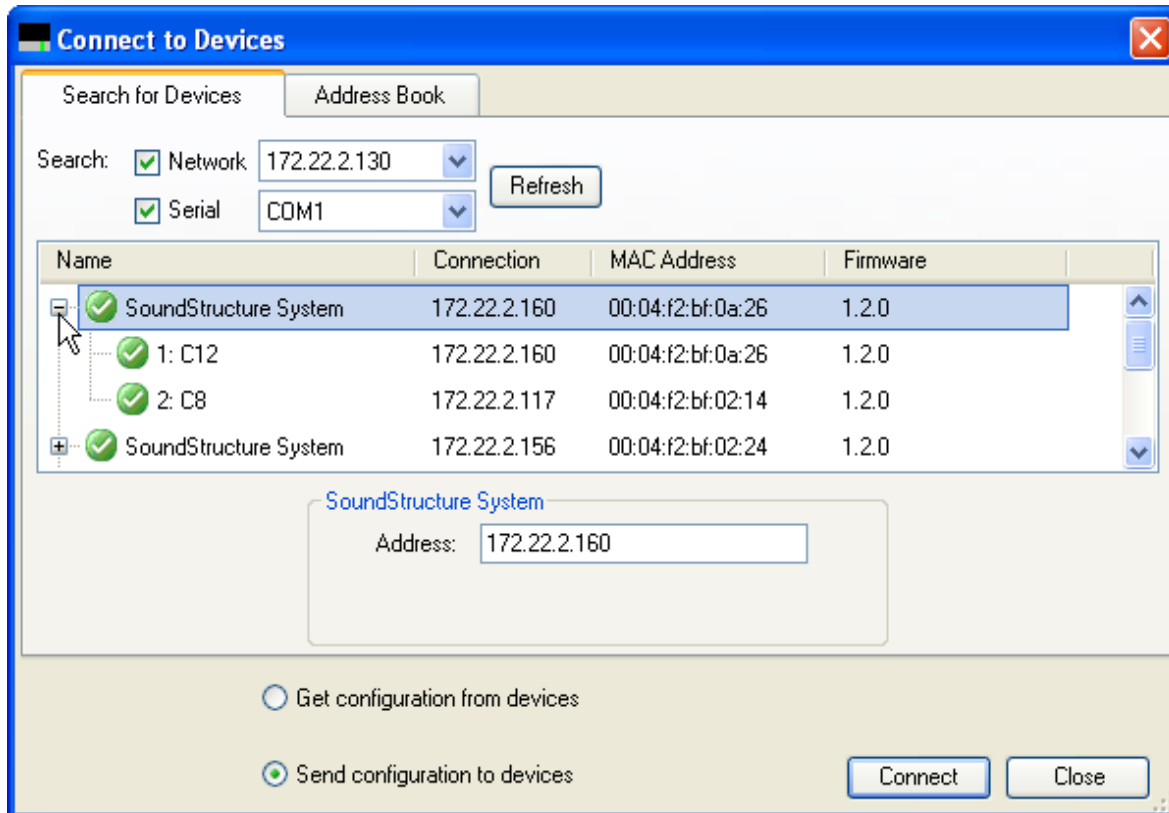 Connect to Devices
Search for Devices Address Book
Search: Network 172.22.2.130
Refresh
Serial COM1
Name Connection MAC Address Firmware
SoundStructure System 172.22.2.160 00:04:f2:bf:0a:26 1.2.0
1: C12 172.22.2.160 00:04:f2:bf:0a:26 1.2.0
2: C8 172.22.2.117 00:04:f2:bf:02:14 1.2.0
SoundStructure System 172.22.2.156 00:04:f2:bf:02:24 1.2.0
SoundStructure System
Address: 172.22.2.160
Get configuration from devices
Send configuration to devices Connect Close